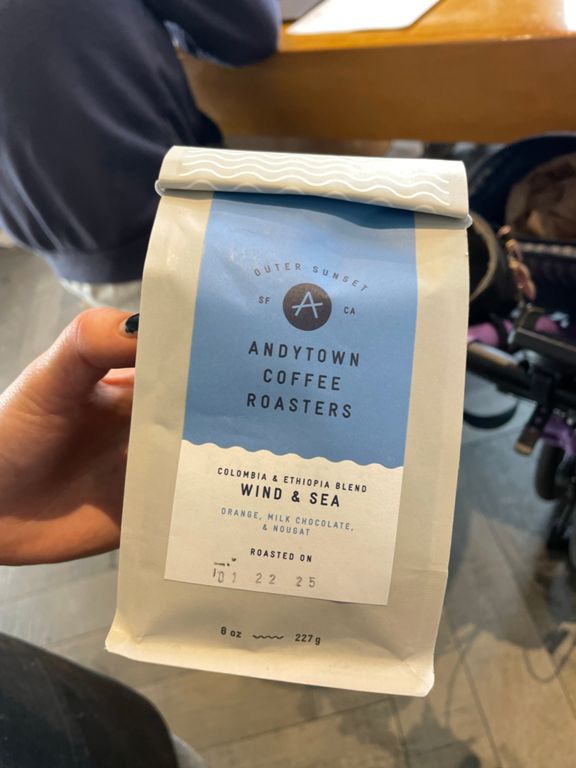 OUTER SUNSET
SF A CA
ANDYTOWN
COFFEE
ROASTERS
COLOMBIA & ETHIOPIA BLEND
WIND & SEA
ORANGE, MILK CHOCOLATE,
& NOUGAT
ROASTED ON
01 22 25
8 oz 227g